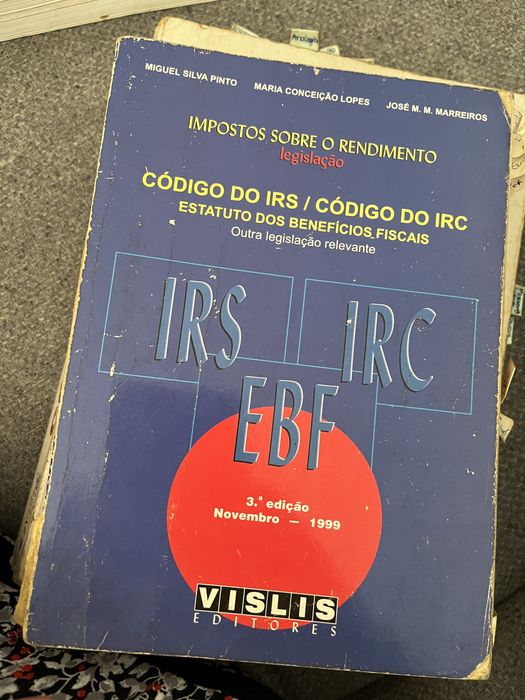 MIGUEL SILVA PINTO MARIA CONCEIÇÃO LOPES JOSÉ M. M. MARREIROS
IMPOSTOS SOBRE O RENDIMENTO
legislação
CÓDIGO DO IRS / CÓDIGO DO IRC
ESTATUTO DOS BENEFÍCIOS FISCAIS
Outra legislação relevante
IRS IRC
EBF
3.ª edição
Novembro — 1999
VISLIS
EDITORES